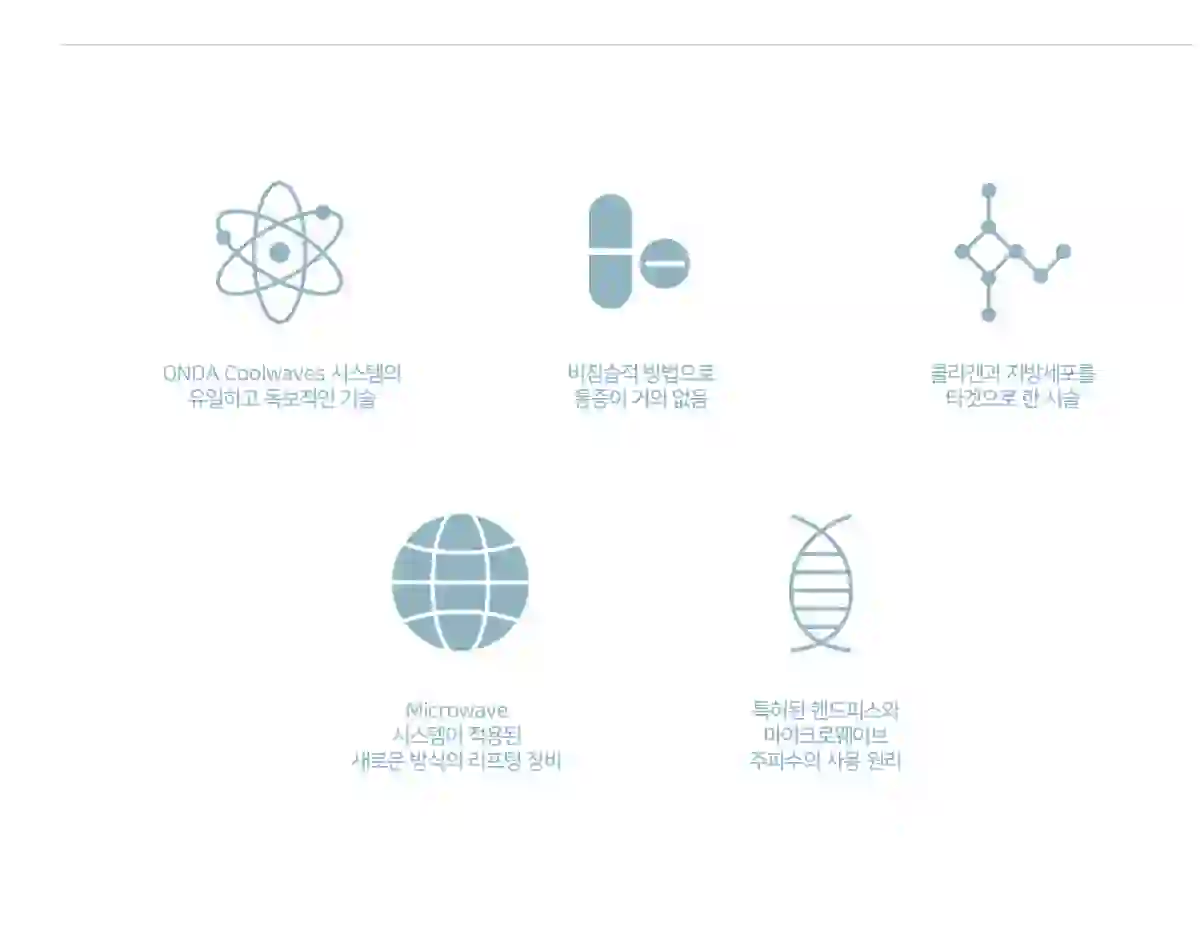 ONDA Coolwaves 시스템의
유일하고 독보적인 기술
비침습적 방법으로
통증이 거의 없음
콜라겐과 지방세포를
타겟으로 한 시술
Microwave
시스템이 적용된
새로운 방식의 리프팅 장비
특허된 핸드피스와
마이크로웨이브
주파수의 사용 원리